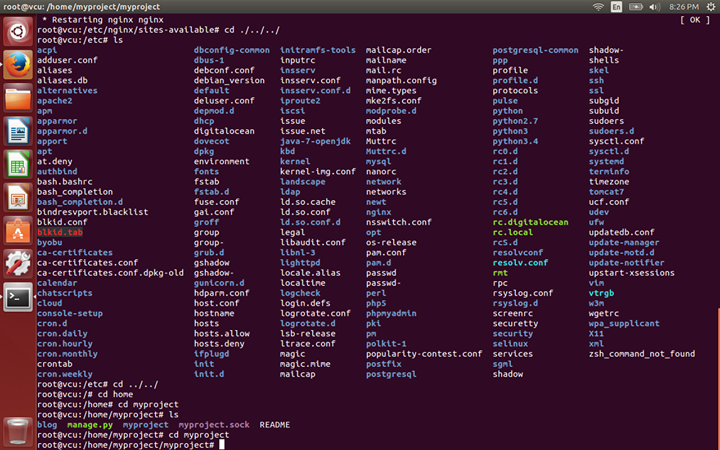 root@vcu: /home/myproject/myproject En 8:26 PM
* Restarting nginx nginx [ OK ]
root@vcu:/etc/nginx/sites-available# cd ./../../
root@vcu:/etc# ls
acpi dbconfig-common initramfs-tools mailcap.order postgresql-common shadow-
adduser.conf dbus-1 inputrc mailname ppp shells
aliases debconf.conf insserv mail.rc profile skel
aliases.db debian_version insserv.conf manpath.config profile.d ssh
alternatives default insserv.conf.d mime.types protocols ssl
apache2 deluser.conf iproute2 mke2fs.conf pulse subgid
apm depmod.d iscsi modprobe.d python subuid
apparmor dhcp issue modules python2.7 sudoers
apparmor.d digitalocean issue.net mtab python3 sudoers.d
apport dovecot java-7-openjdk Muttrc python3.4 sysctl.conf
apt dpkg kbd Muttrc.d rc0.d sysctl.d
at.deny environment kernel mysql rc1.d systemd
authbind fonts kernel-img.conf nanorc rc2.d terminfo
bash.bashrc fstab landscape network rc3.d timezone
bash_completion fstab.d ldap networks rc4.d tomcat7
bash_completion.d fuse.conf ld.so.cache newt rc5.d ucf.conf
bindresvport.blacklist gai.conf ld.so.conf nginx rc6.d udev
blkid.conf groff ld.so.conf.d nsswitch.conf rc.digitalocean ufw
blkid.tab group legal opt rc.local updatedb.conf
byobu group- libaudit.conf os-release rcS.d update-manager
ca-certificates grub.d libnl-3 pam.conf resolvconf update-motd.d
ca-certificates.conf gshadow lighttpd pam.d resolv.conf update-notifier
ca-certificates.conf.dpkg-old gshadow- locale.alias passwd rmt upstart-xsessions
calendar gunicorn.d localtime passwd- rpc vim
chatscripts hdparm.conf logcheck perl rsyslog.conf vtrgb
cloud host.conf login.defs php5 rsyslog.d w3m
console-setup hostname logrotate.conf phpmyadmin screenrc wgetrc
cron.d hosts logrotate.d pki securetty wpa_supplicant
cron.daily hosts.allow lsb-release pm security X11
cron.hourly hosts.deny ltrace.conf polkit-1 selinux xml
cron.monthly ifplugd magic popularity-contest.conf services zsh_command_not_found
crontab init magic.mime postfix sgml
cron.weekly init.d mailcap postgresql shadow
root@vcu:/etc# cd ../../
root@vcu:/# cd home
root@vcu:/home# cd myproject
root@vcu:/home/myproject# ls
blog manage.py myproject myproject.sock README
root@vcu:/home/myproject# cd myproject
root@vcu:/home/myproject/myproject#